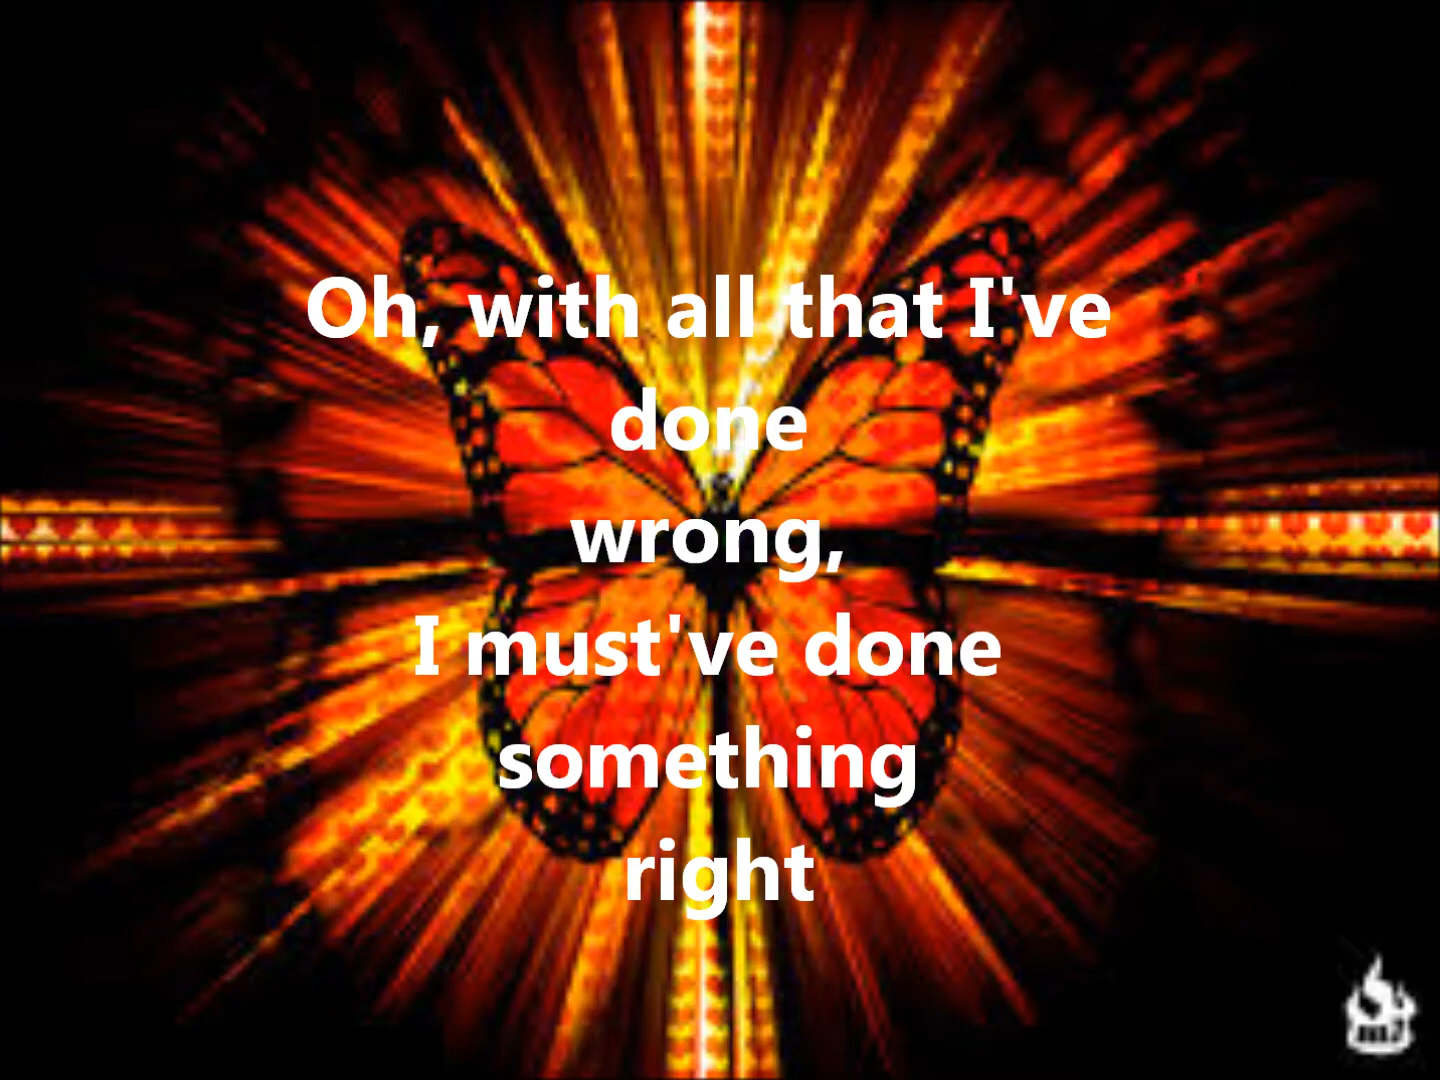 Oh, with all that I've
done
wrong,
I must've done
something
right